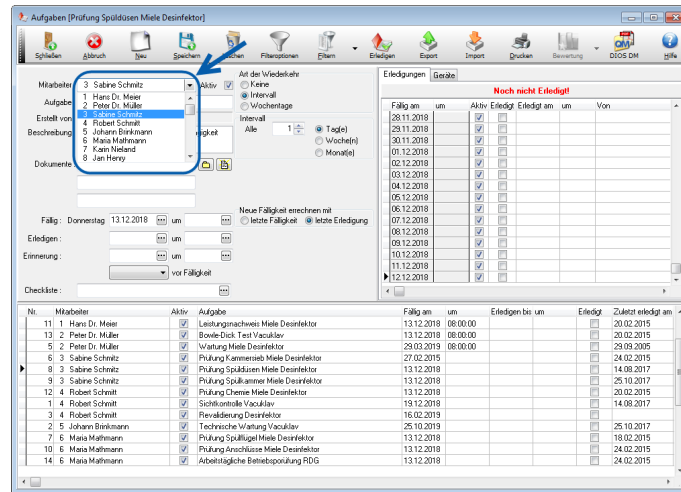 Aufgaben [Prüfung Spüldüsen Miele Desinfektor]
Schließen Abbruch Neu Speichern Filteroptionen Filtern Erledigen Export Import Drucken Bewertung DIOS DM Hilfe
Mitarbeiter 3 Sabine Schmitz Aktiv
1 Hans Dr. Meier
2 Peter Dr. Müller
3 Sabine Schmitz
4 Robert Schmitt
5 Johann Brinkmann
6 Maria Mathmann
7 Karin Nieland
8 Jan Henry
Aufgabe
Erstellt von
Beschreibung
Dokumente
Art der Wiederkehr
Keine
Intervall
Wochentage
Intervall
Alle 1 Tag(e)
Woche(n)
Monat(e)
Neue Fälligkeit errechnen mit
letzte Fälligkeit letzte Erledigung
Fällig : Donnerstag 13.12.2018 um
Erledigen : um
Erinnerung : um
vor Fälligkeit
Checkliste :
Erledigungen Geräte
Noch nicht Erledigt!
Fällig am um Aktiv Erledigt Erledigt am um Von
28.11.2018
29.11.2018
30.11.2018
01.12.2018
02.12.2018
03.12.2018
04.12.2018
05.12.2018
06.12.2018
07.12.2018
08.12.2018
09.12.2018
10.12.2018
11.12.2018
12.12.2018
Nr. Mitarbeiter Aktiv Aufgabe Fällig am um Erledigen bis um Erledigt Zuletzt erledigt am
11 1 Hans Dr. Meier Leistungsnachweis Miele Desinfektor 13.12.2018 08:00:00 20.02.2015
13 2 Peter Dr. Müller Bowie-Dick Test Vacuklav 13.12.2018 08:00:00 20.02.2015
5 2 Peter Dr. Müller Wartung Miele Desinfektor 29.03.2019 08:00:00 29.09.2005
6 3 Sabine Schmitz Prüfung Kammersieb Miele Desinfektor 27.02.2015 24.02.2015
8 3 Sabine Schmitz Prüfung Spüldüsen Miele Desinfektor 13.12.2018 14.08.2017
9 3 Sabine Schmitz Prüfung Spülkammer Miele Desinfektor 13.12.2018 25.10.2017
12 4 Robert Schmitt Prüfung Chemie Miele Desinfektor 13.12.2018 20.02.2015
1 4 Robert Schmitt Sichtkontrolle Vacuklav 19.12.2018 14.08.2017
3 4 Robert Schmitt Revalidierung Desinfektor 16.02.2019
2 5 Johann Brinkmann Technische Wartung Vacuklav 25.10.2019 25.10.2017
7 6 Maria Mathmann Prüfung Spülflügel Miele Desinfektor 13.12.2018 18.02.2015
10 6 Maria Mathmann Prüfung Anschlüsse Miele Desinfektor 13.12.2018 24.02.2015
14 6 Maria Mathmann Arbeitstägliche Betriebsprüfung RDG 13.12.2018 24.02.2015